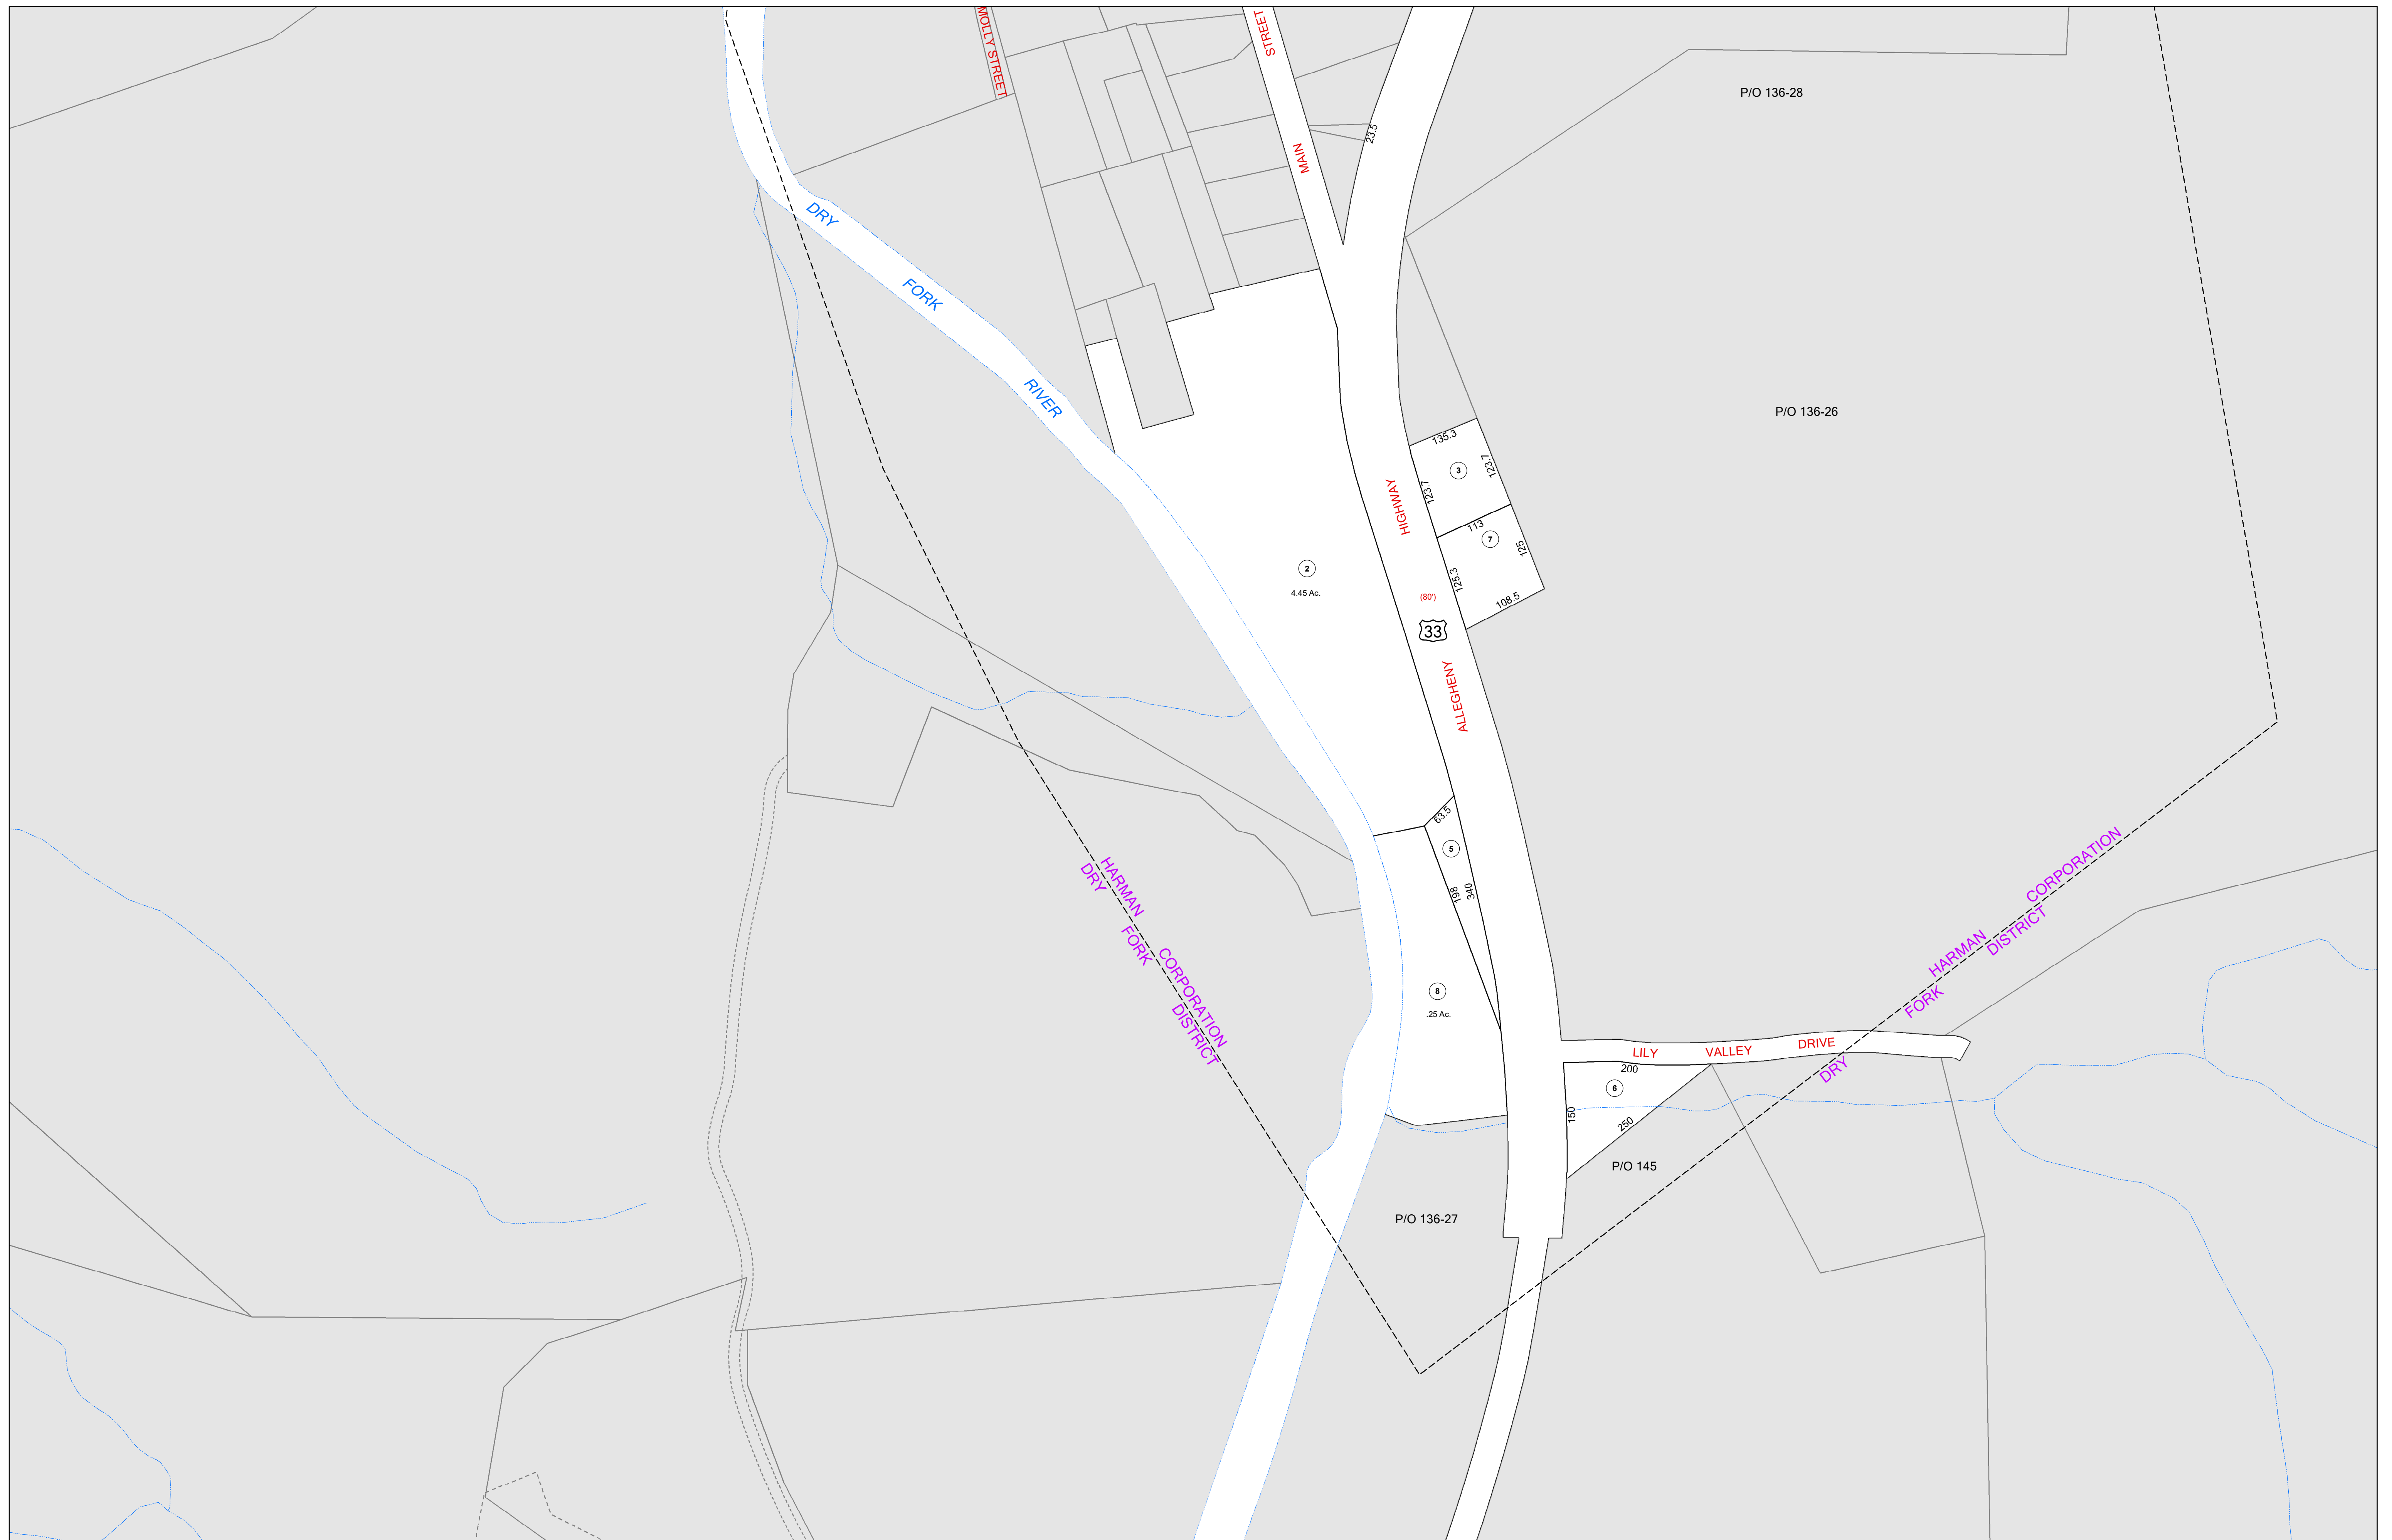 MOLLY STREET
STREET
MAIN
23.5
P/O 136-28
DRY
FORK
RIVER
P/O 136-26
135.3
3
123.7
123.7
HIGHWAY
113
7
125
125.3
108.5
2
4.45 Ac.
(80')
33
ALLEGHENY
63.5
5
198
340
HARMAN CORPORATION
DRY FORK DISTRICT
HARMAN CORPORATION
DRY FORK DISTRICT
8
.25 Ac.
LILY VALLEY DRIVE
200
6
150
250
P/O 145
P/O 136-27